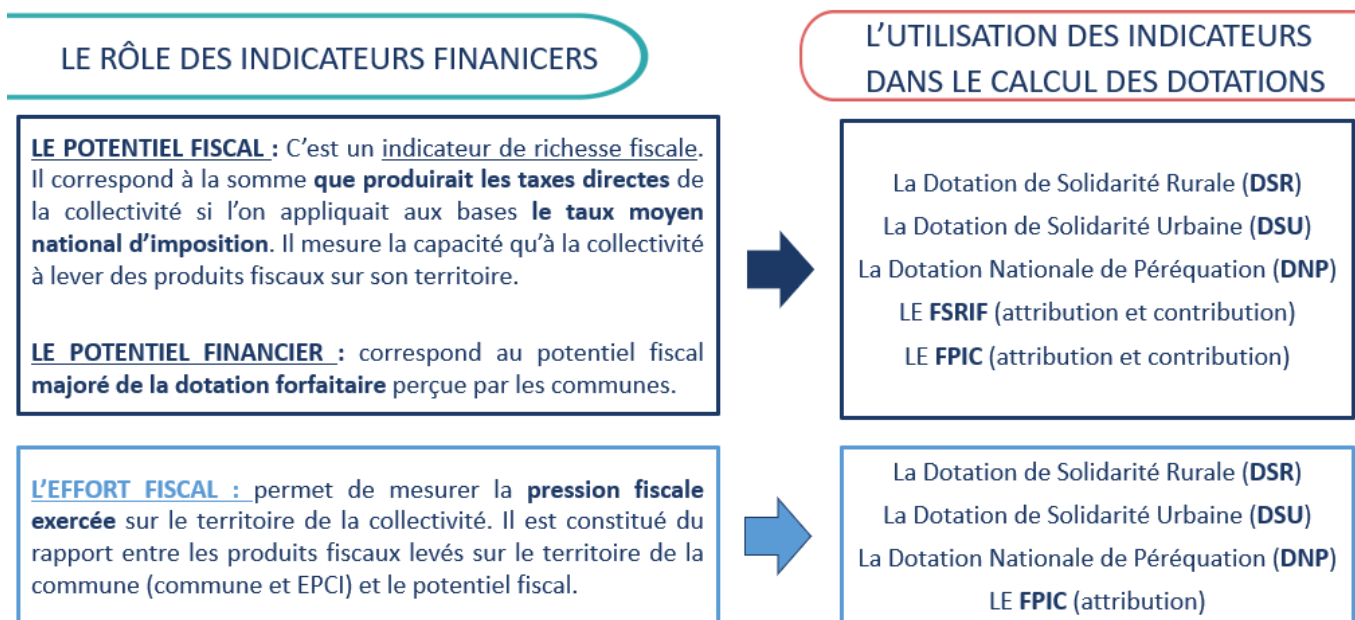 LE RÔLE DES INDICATEURS FINANICERS
L'UTILISATION DES INDICATEURS
DANS LE CALCUL DES DOTATIONS
LE POTENTIEL FISCAL : C'est un indicateur de richesse fiscale.
Il correspond à la somme que produirait les taxes directes de
la collectivité si l'on appliquait aux bases le taux moyen
national d'imposition. Il mesure la capacité qu'à la collectivité
à lever des produits fiscaux sur son territoire.
LE POTENTIEL FINANCIER : correspond au potentiel fiscal
majoré de la dotation forfaitaire perçue par les communes.
La Dotation de Solidarité Rurale (DSR)
La Dotation de Solidarité Urbaine (DSU)
La Dotation Nationale de Péréquation (DNP)
LE FSRIF (attribution et contribution)
LE FPIC (attribution et contribution)
L'EFFORT FISCAL : permet de mesurer la pression fiscale
exercée sur le territoire de la collectivité. Il est constitué du
rapport entre les produits fiscaux levés sur le territoire de la
commune (commune et EPCI) et le potentiel fiscal.
La Dotation de Solidarité Rurale (DSR)
La Dotation de Solidarité Urbaine (DSU)
La Dotation Nationale de Péréquation (DNP)
LE FPIC (attribution)